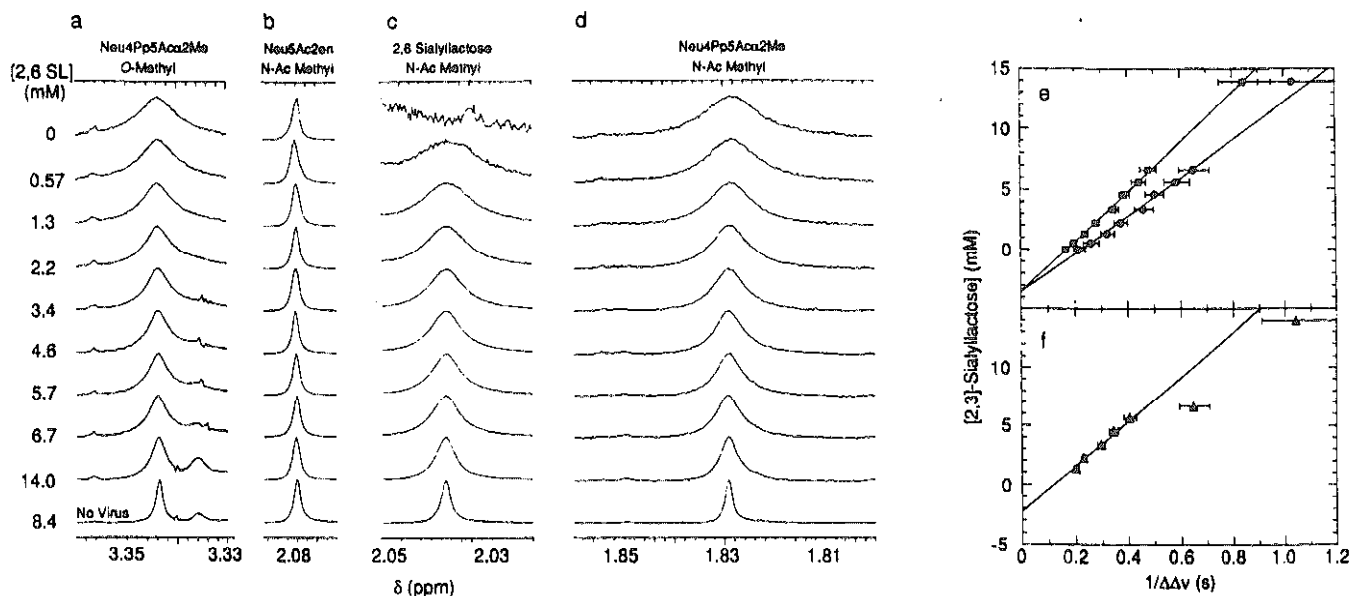 a
b
c
d
Neu4Pp5Acα2Me
Neu5Ac2en
2,6 Sialyllactose
Neu4Pp5Acα2Me
[2,6 SL]
O-Methyl
N-Ac Methyl
N-Ac Methyl
N-Ac Methyl
(mM)
0
0.57
1.3
2.2
3.4
4.6
5.7
6.7
14.0
8.4
No Virus
3.35
3.33
2.08
2.05
2.03
1.85
1.83
1.81
δ (ppm)
e
15
10
5
0
f
10
5
0
-5
0
0.2
0.4
0.6
0.8
1.0
1.2
[2,3]-Sialyllactose] (mM)
1/ΔΔν (s)